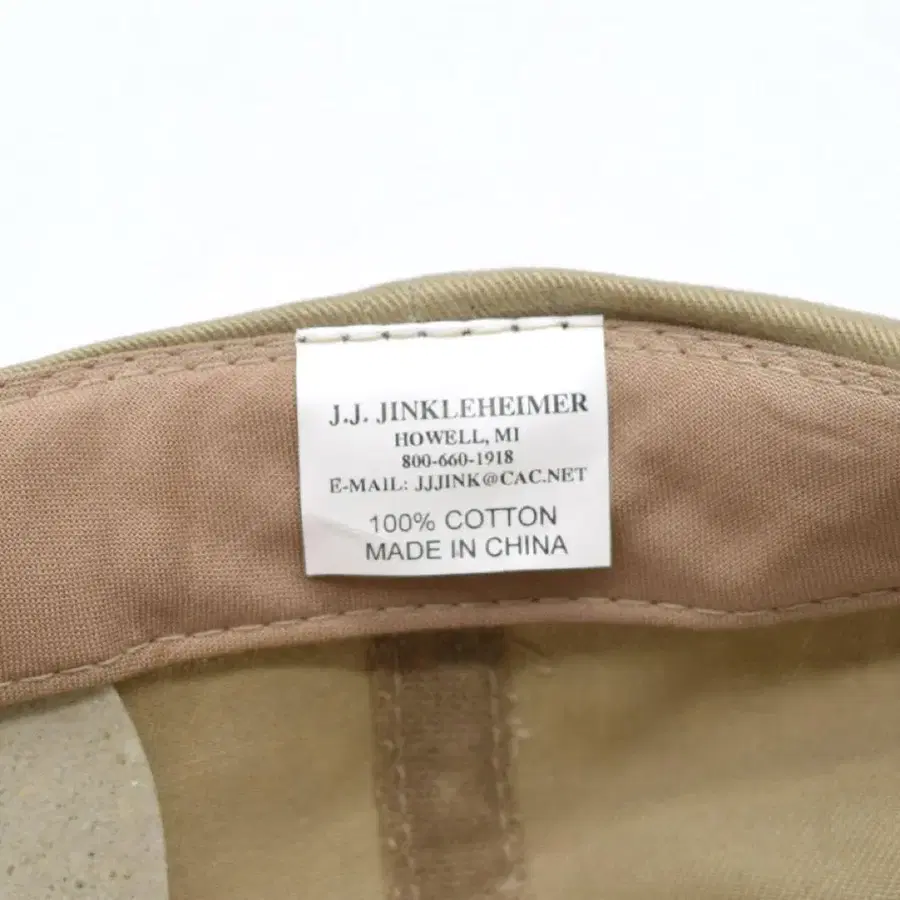 J.J. JINKLEHEIMER
HOWELL, MI
800-660-1918
E-MAIL: JJJINK@CAC.NET
100% COTTON
MADE IN CHINA